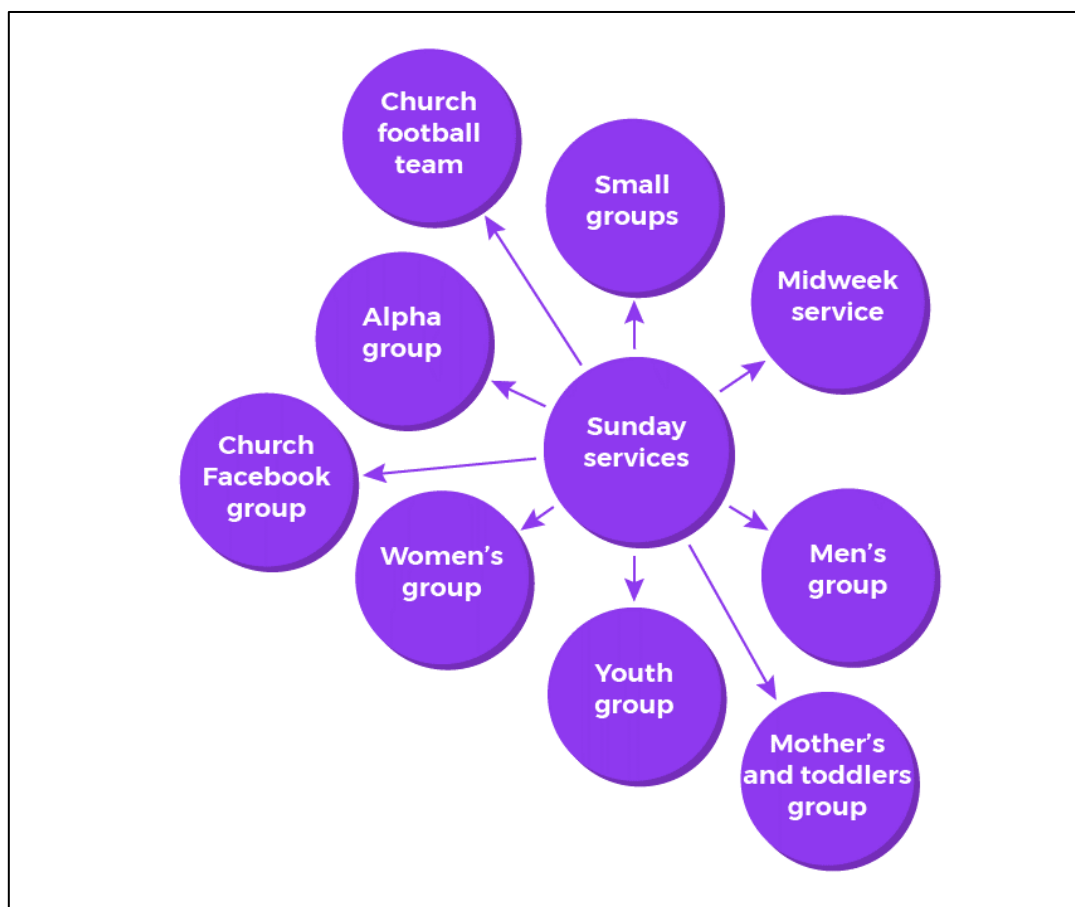 Church
football
team
Small
groups
Midweek
service
Alpha
group
Sunday
services
Church
Facebook
group
Women’s
group
Men’s
group
Youth
group
Mother’s
and toddlers
group